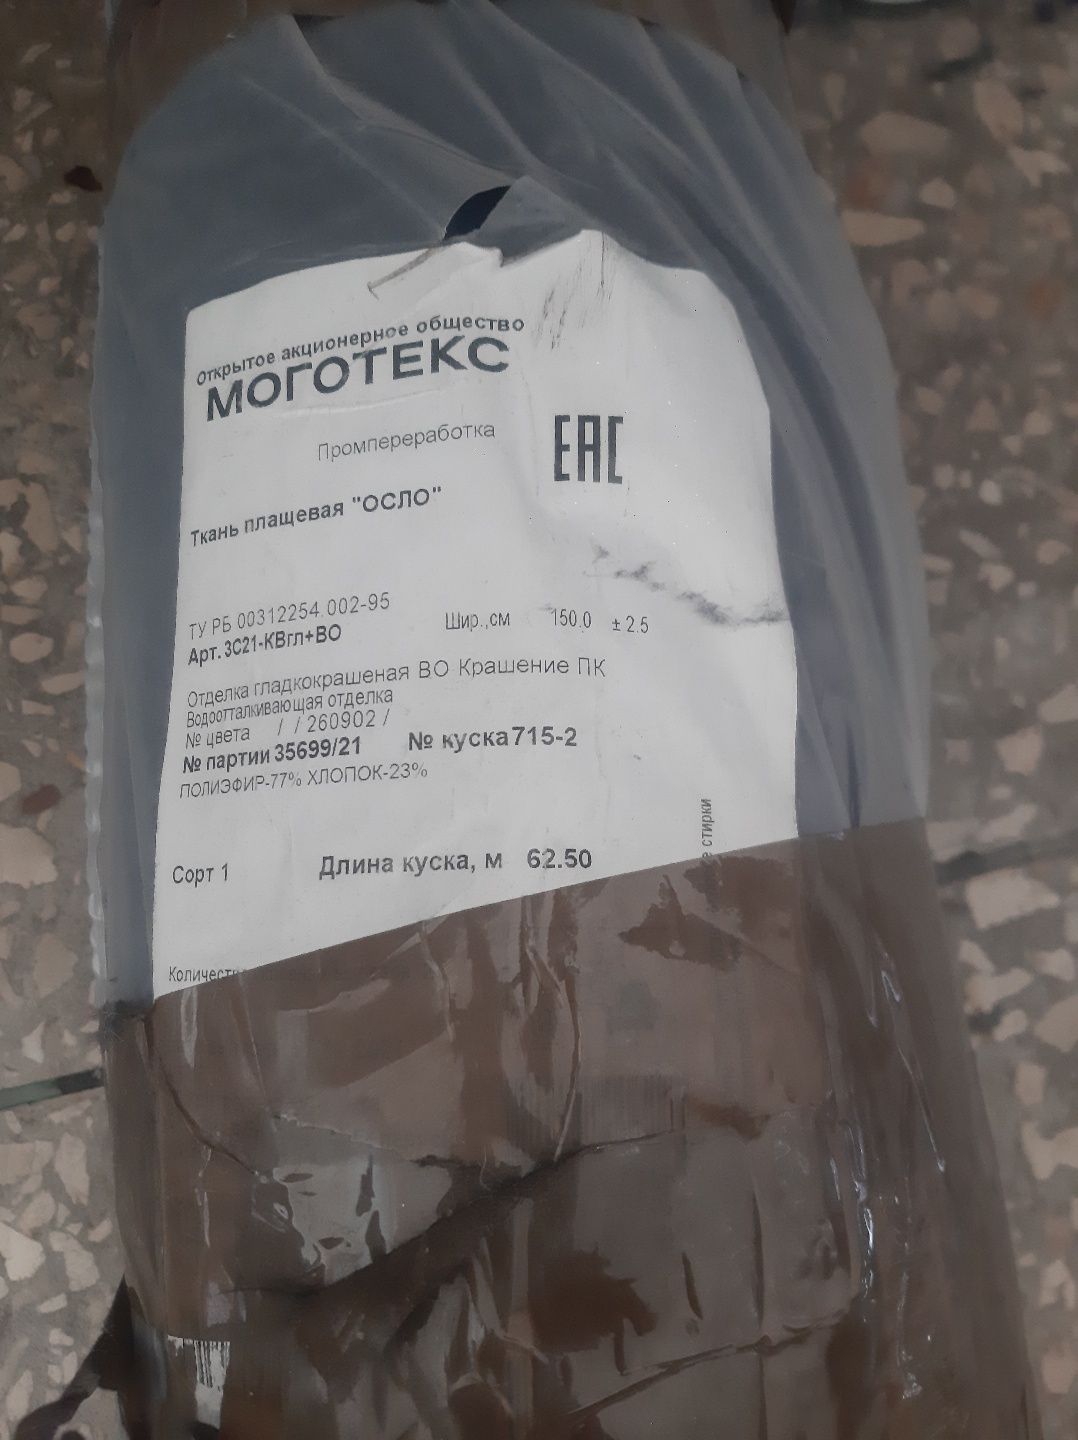 Открытое акционерное общество
МОГОТЕКС
Промпереработка
ЕАС
Ткань плащевая "ОСЛО"
ТУ РБ 00312254.002-95
Арт. 3С21-КВгл+ВО
Шир.,см 150.0 ± 2.5
Отделка гладкокрашеная ВО Крашение ПК
Водоотталкивающая отделка
№ цвета / / 260902 /
№ партии 35699/21 № куска 715-2
ПОЛИЭФИР-77% ХЛОПОК-23%
стирки
Сорт 1 Длина куска, м 62.50